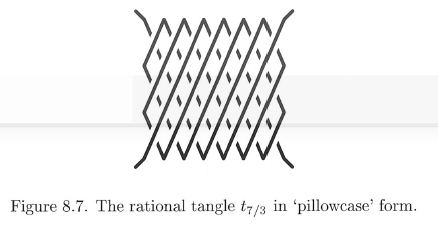 Figure 8.7. The rational tangle t7/3 in ‘pillowcase’ form.